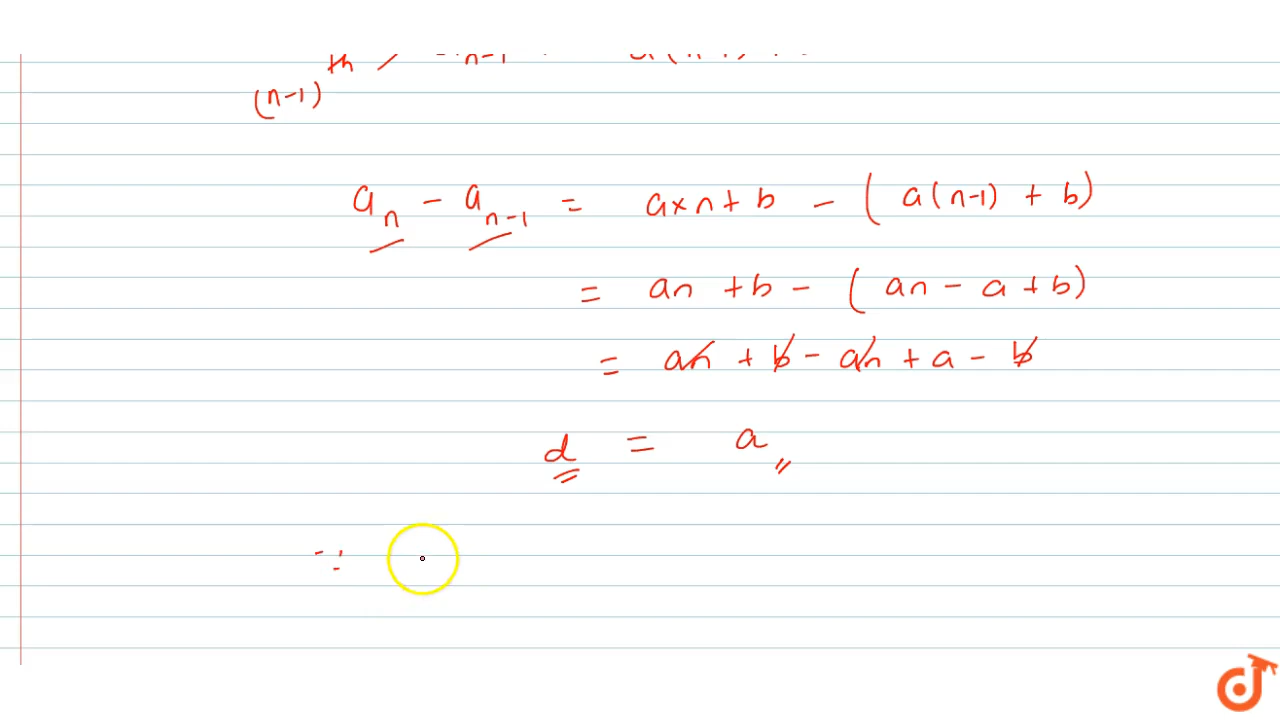 th
(n-1)
aₙ - aₙ₋₁ = a×n + b - ( a(n-1) + b)
= an + b - ( an - a + b)
= an + b - an + a - b
d = a
∵